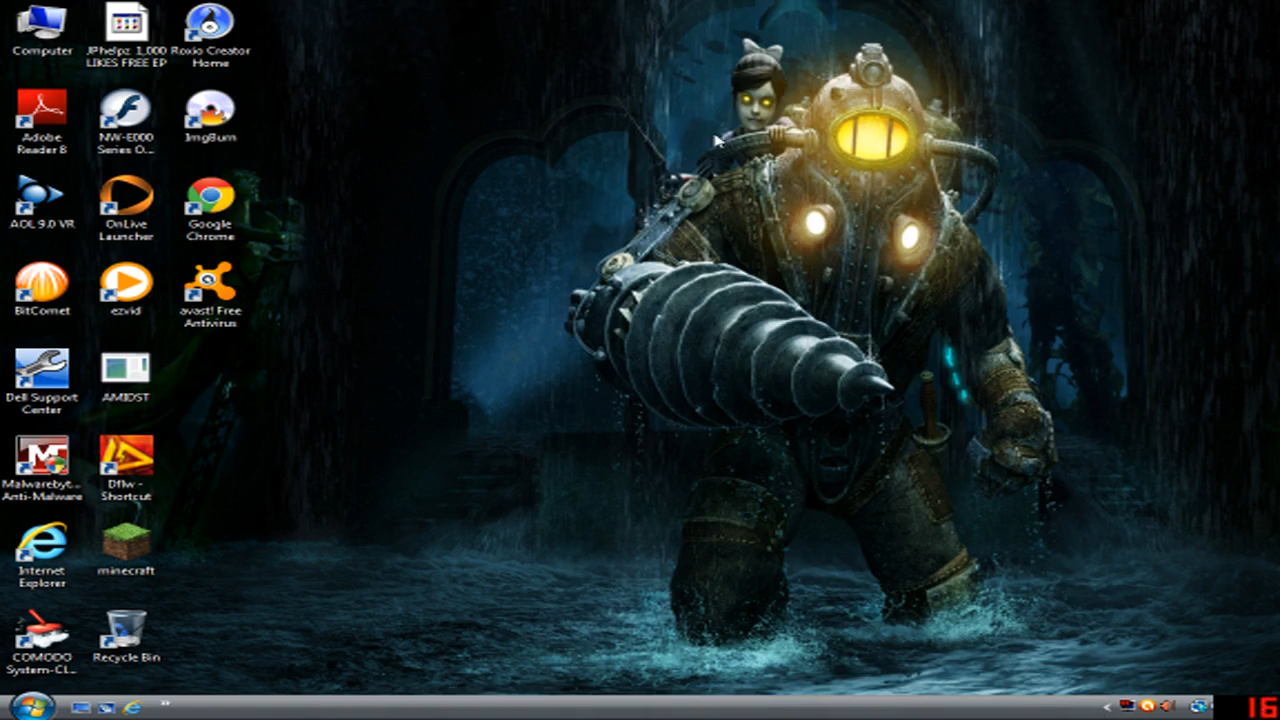 Computer
JPhelpz 1,000
LIKES FREE EP
Roxio Creator
Home
Adobe
Reader 8
NW-E000
Series O...
ImgBurn
AOL 9.0 VR
OnLive
Launcher
Google
Chrome
BitComet
ezvid
avast! Free
Antivirus
Dell Support
Center
AMIDST
Malwarebyt...
Anti-Malware
Dflw -
Shortcut
Internet
Explorer
minecraft
COMODO
System-Cl...
Recycle Bin
16